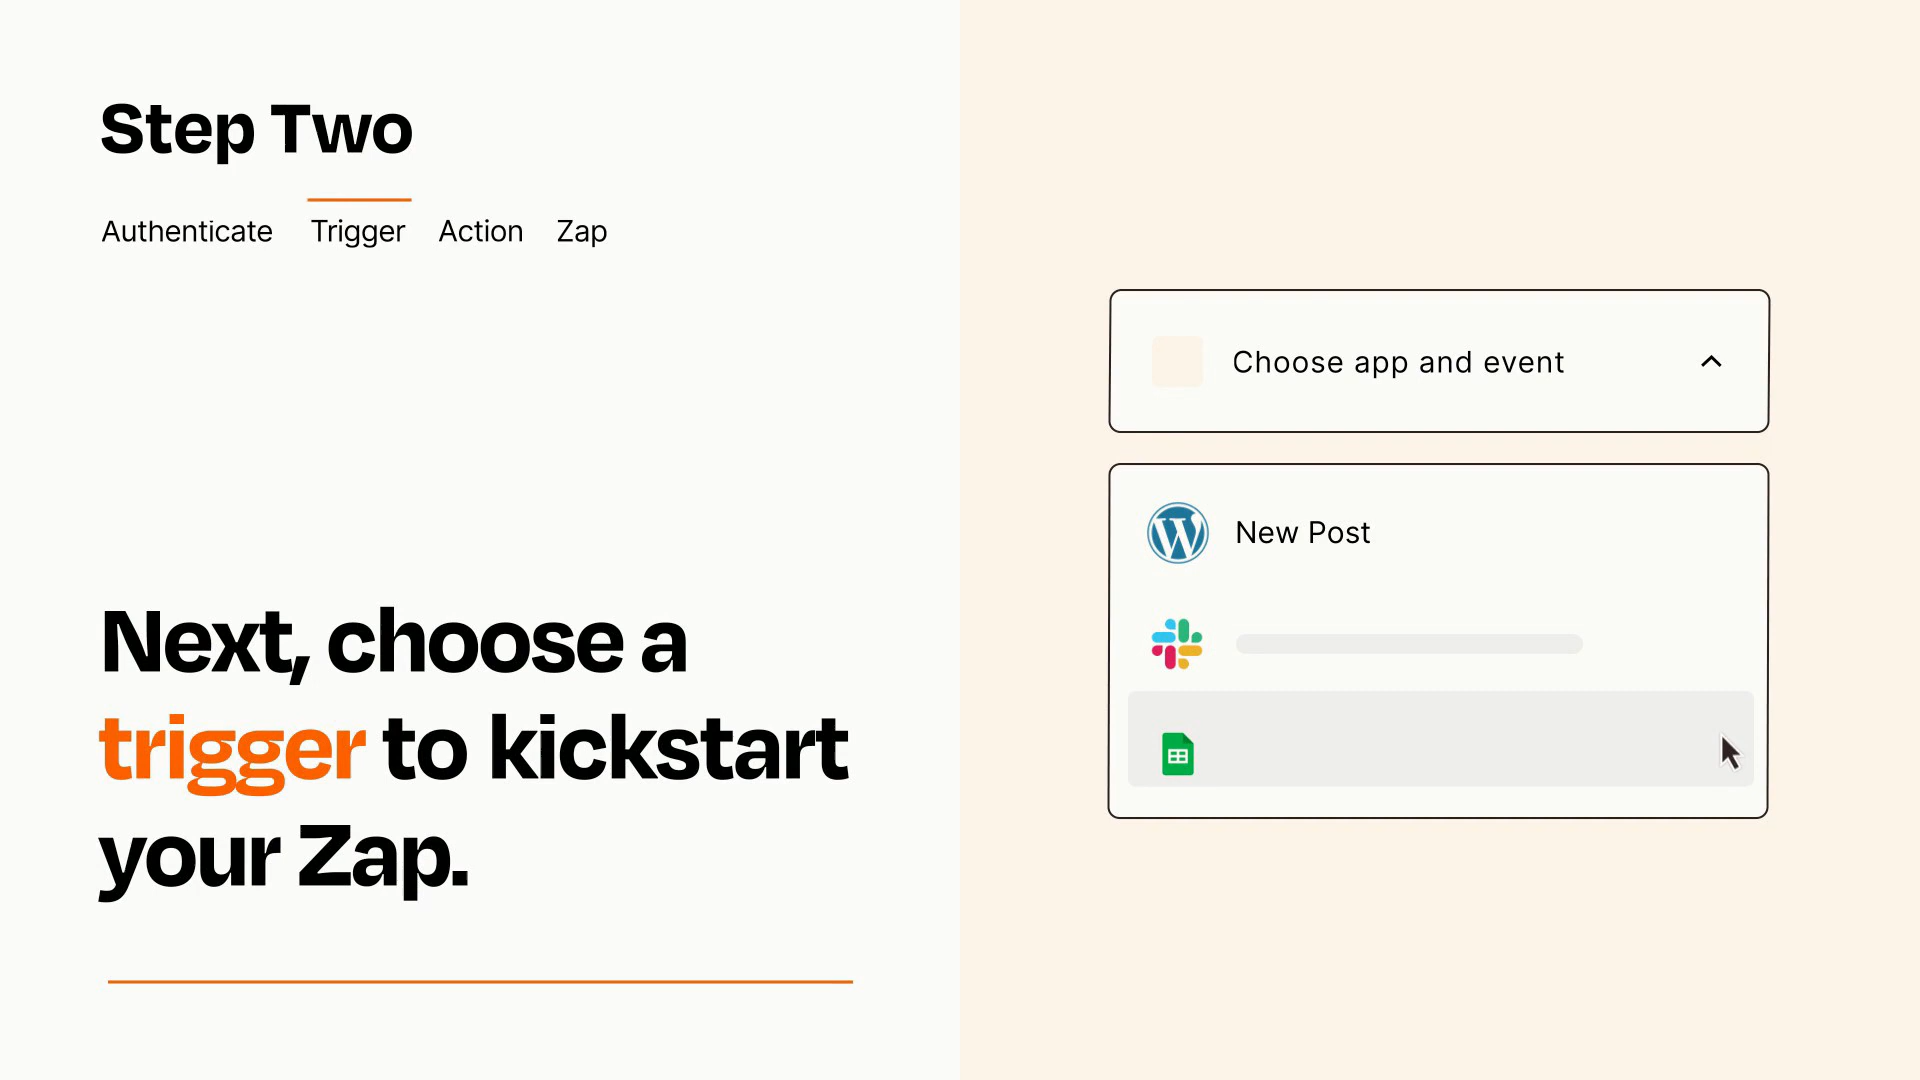 Step Two
Authenticate Trigger Action Zap
Next, choose a
trigger to kickstart
your Zap.
Choose app and event
New Post